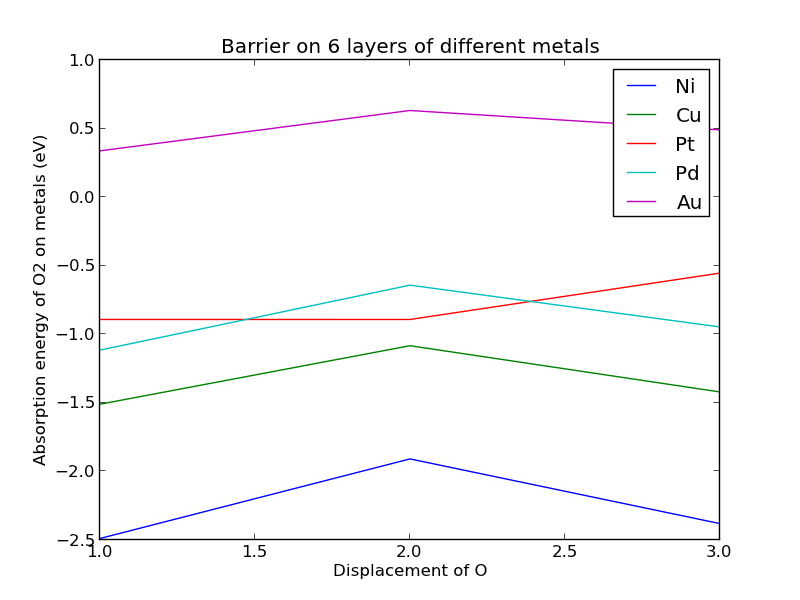 Barrier on 6 layers of different metals
Absorption energy of O2 on metals (eV)
1.0
0.5
0.0
−0.5
−1.0
−1.5
−2.0
−2.5
Ni
Cu
Pt
Pd
Au
1.0
1.5
2.0
2.5
3.0
Displacement of O